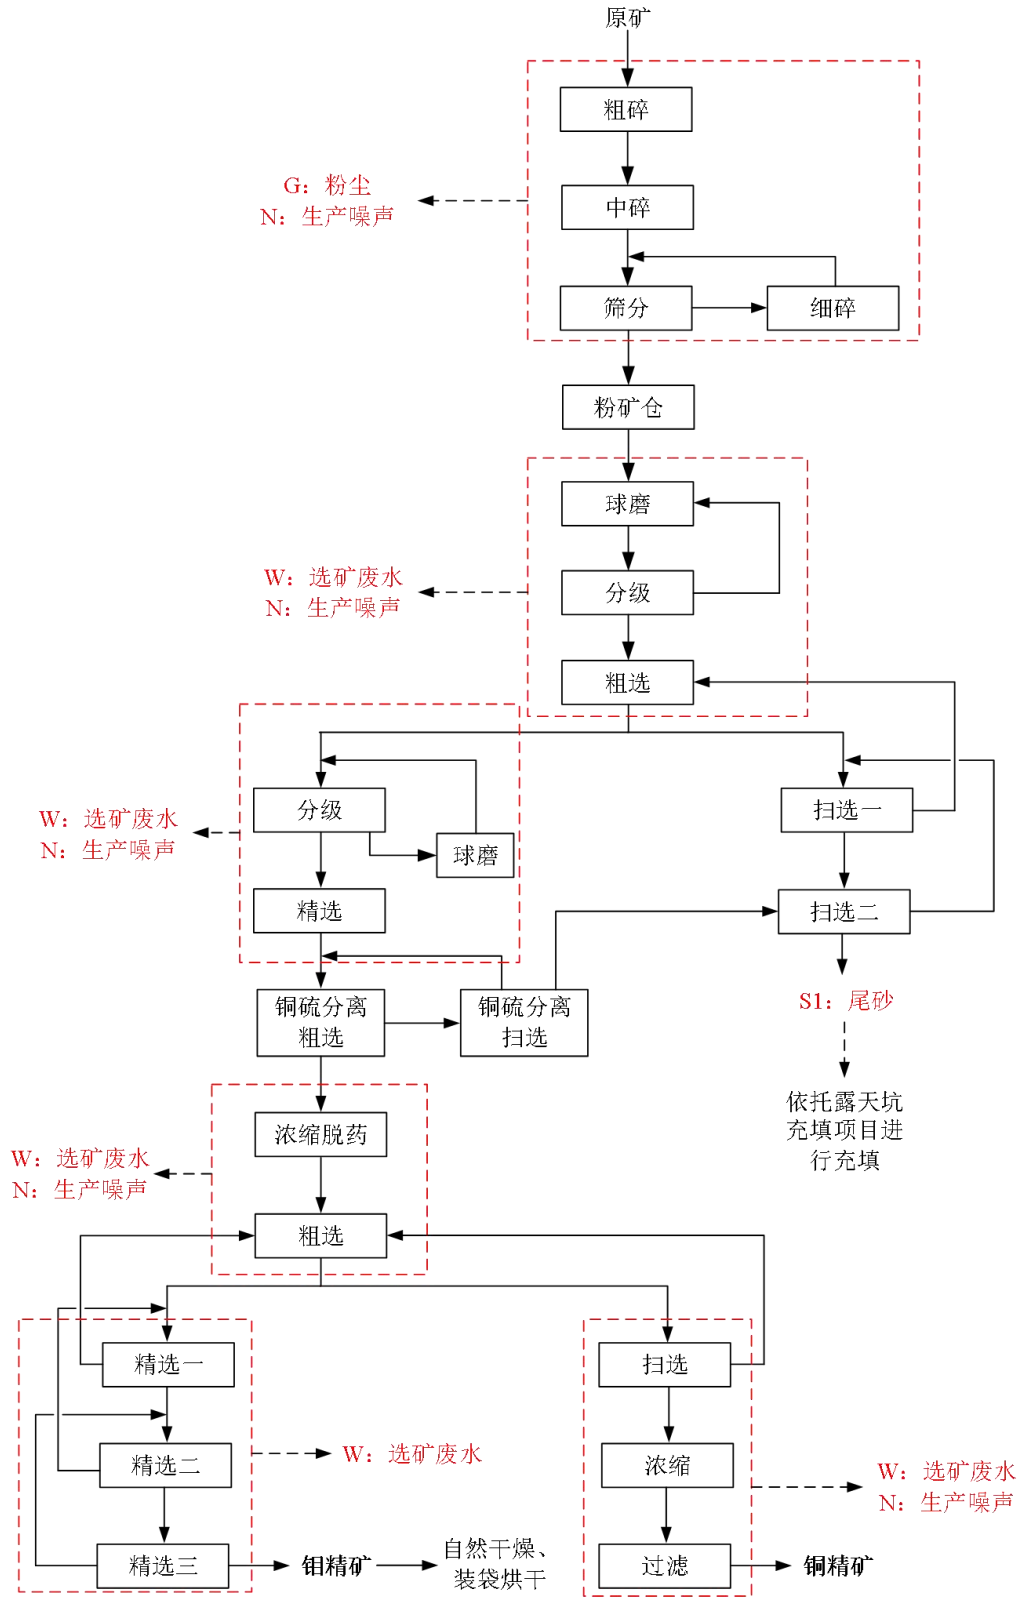 原矿
粗碎
G：粉尘
N：生产噪声
中碎
筛分
细碎
粉矿仓
球磨
W：选矿废水
N：生产噪声
分级
粗选
W：选矿废水
N：生产噪声
分级
球磨
精选
扫选一
扫选二
铜硫分离
粗选
铜硫分离
扫选
S1：尾砂
依托露天坑
充填项目进
行充填
浓缩脱药
W：选矿废水
N：生产噪声
粗选
精选一
扫选
精选二
W：选矿废水
浓缩
W：选矿废水
N：生产噪声
精选三
钼精矿
自然干燥、
装袋烘干
过滤
铜精矿